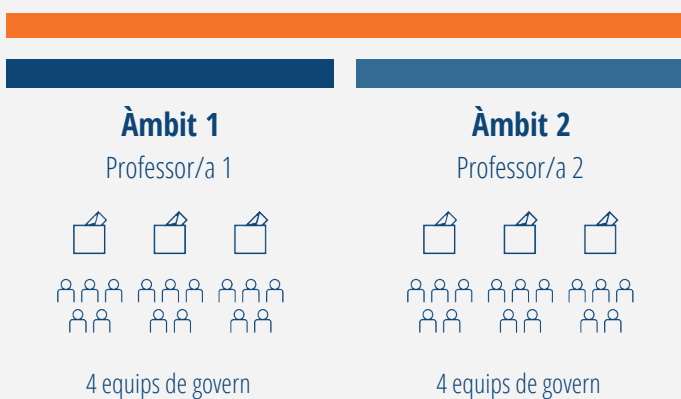 Àmbit 1
Professor/a 1
4 equips de govern
Àmbit 2
Professor/a 2
4 equips de govern